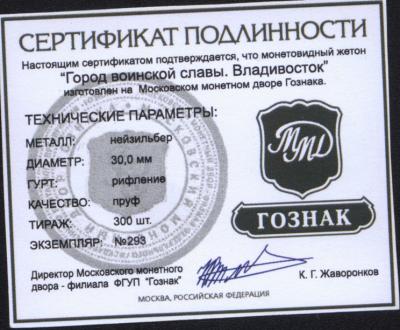 СЕРТИФИКАТ ПОДЛИННОСТИ
Настоящим сертификатом подтверждается, что монетовидный жетон
"Город воинской славы. Владивосток"
изготовлен на Московском монетном дворе Гознака.
ТЕХНИЧЕСКИЕ ПАРАМЕТРЫ:
МЕТАЛЛ: нейзильбер
ДИАМЕТР: 30,0 мм
ГУРТ: рифление
КАЧЕСТВО: пруф
ТИРАЖ: 300 шт.
ЭКЗЕМПЛЯР: №293
ММД
ГОЗНАК
Директор Московского монетного
двора - филиала ФГУП "Гознак"
К. Г. Жаворонков
МОСКВА, РОССИЙСКАЯ ФЕДЕРАЦИЯ